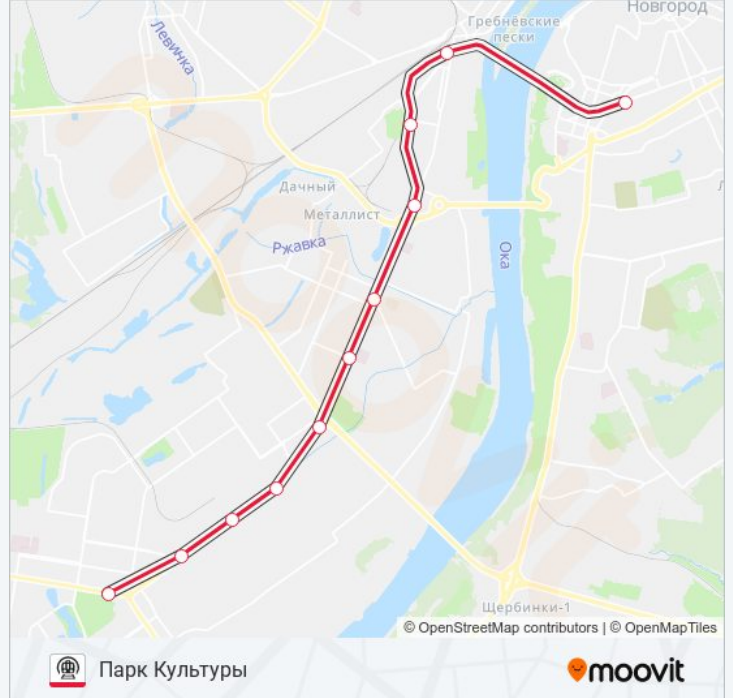 Новгород
Гребнёвские
пески
Левинка
Дачный
Металлист
Ржавка
Ока
Щербинки-1
© OpenStreetMap contributors | © OpenMapTiles
Парк Культуры
moovit